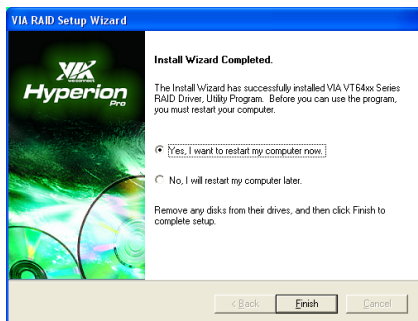 VIA RAID Setup Wizard
VIA
Hyperion
Pro
Install Wizard Completed.
The Install Wizard has successfully installed VIA VT64xx Series
RAID Driver, Utility Program. Before you can use the program,
you must restart your computer.
Yes, I want to restart my computer now.
No, I will restart my computer later.
Remove any disks from their drives, and then click Finish to
complete setup.
< Back
Finish
Cancel